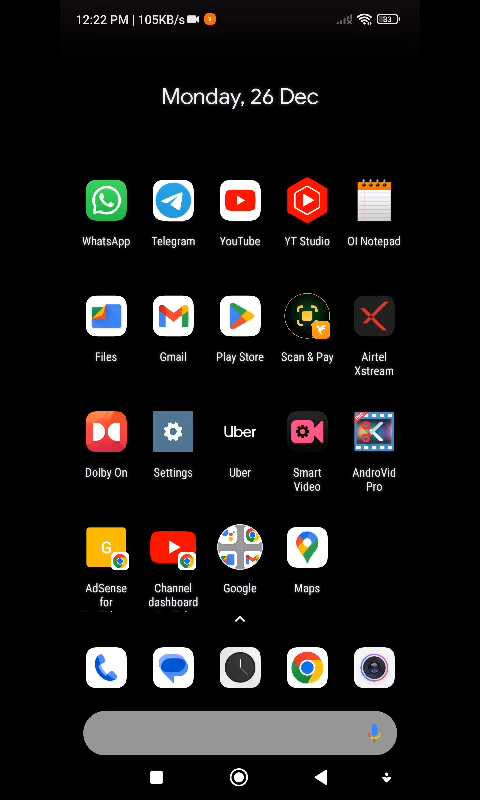 12:22 PM | 105KB/s
83
Monday, 26 Dec
WhatsApp
Telegram
YouTube
YT Studio
OI Notepad
Files
Gmail
Play Store
Scan & Pay
Airtel
Xstream
Dolby On
Settings
Uber
Uber
Smart
Video
AndroVid
Pro
G
AdSense
for
Channel
dashboard
Google
Maps